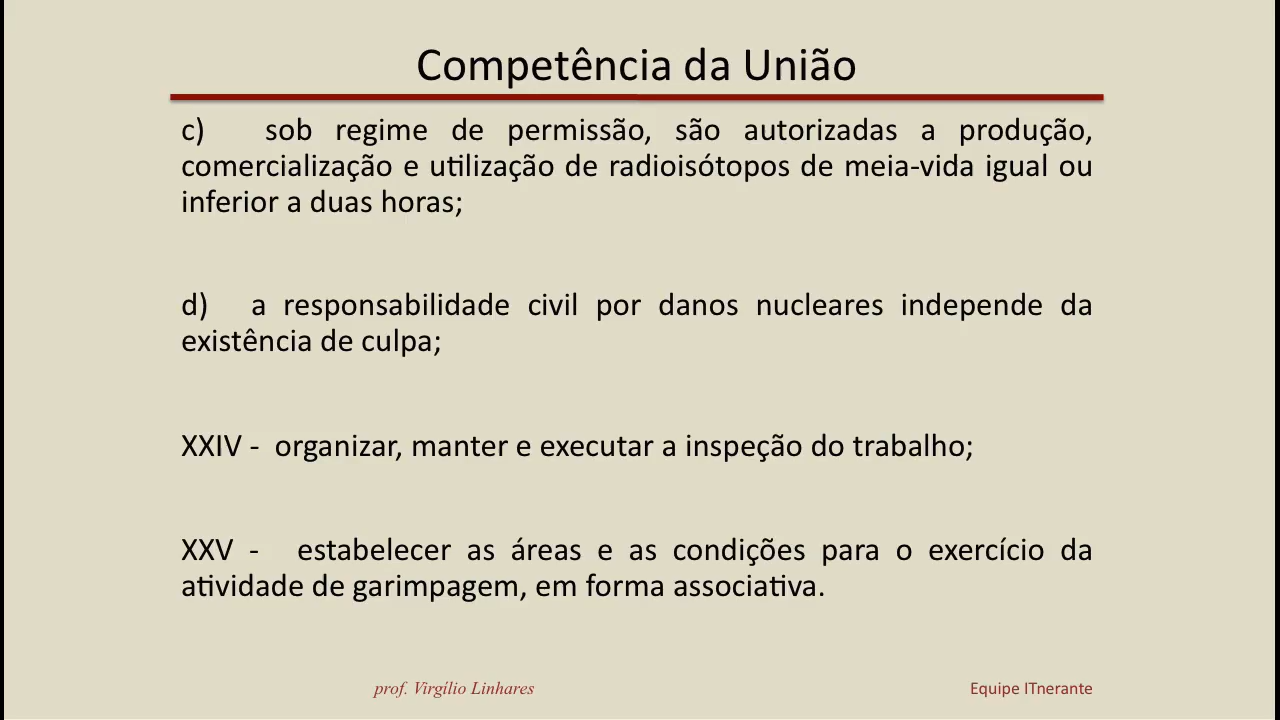 Competência da União
c) sob regime de permissão, são autorizadas a produção,
comercialização e utilização de radioisótopos de meia-vida igual ou
inferior a duas horas;
d) a responsabilidade civil por danos nucleares independe da
existência de culpa;
XXIV - organizar, manter e executar a inspeção do trabalho;
XXV - estabelecer as áreas e as condições para o exercício da
atividade de garimpagem, em forma associativa.
prof. Virgílio Linhares
Equipe ITnerante